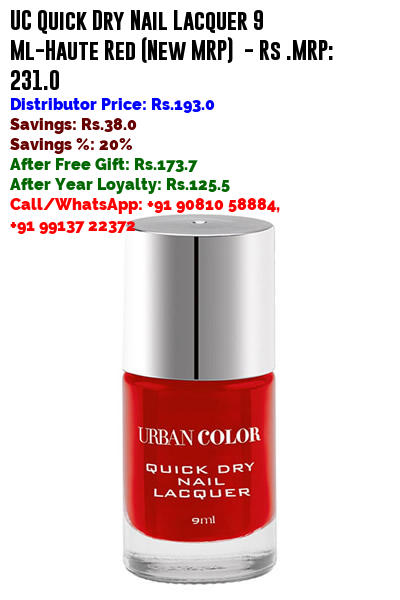 UC Quick Dry Nail Lacquer 9
Ml-Haute Red (New MRP) - Rs .MRP:
231.0
Distributor Price: Rs.193.0
Savings: Rs.38.0
Savings %: 20%
After Free Gift: Rs.173.7
After Year Loyalty: Rs.125.5
Call/WhatsApp: +91 90810 58884,
+91 99137 22372
URBAN COLOR
QUICK DRY
NAIL
LACQUER
9ml